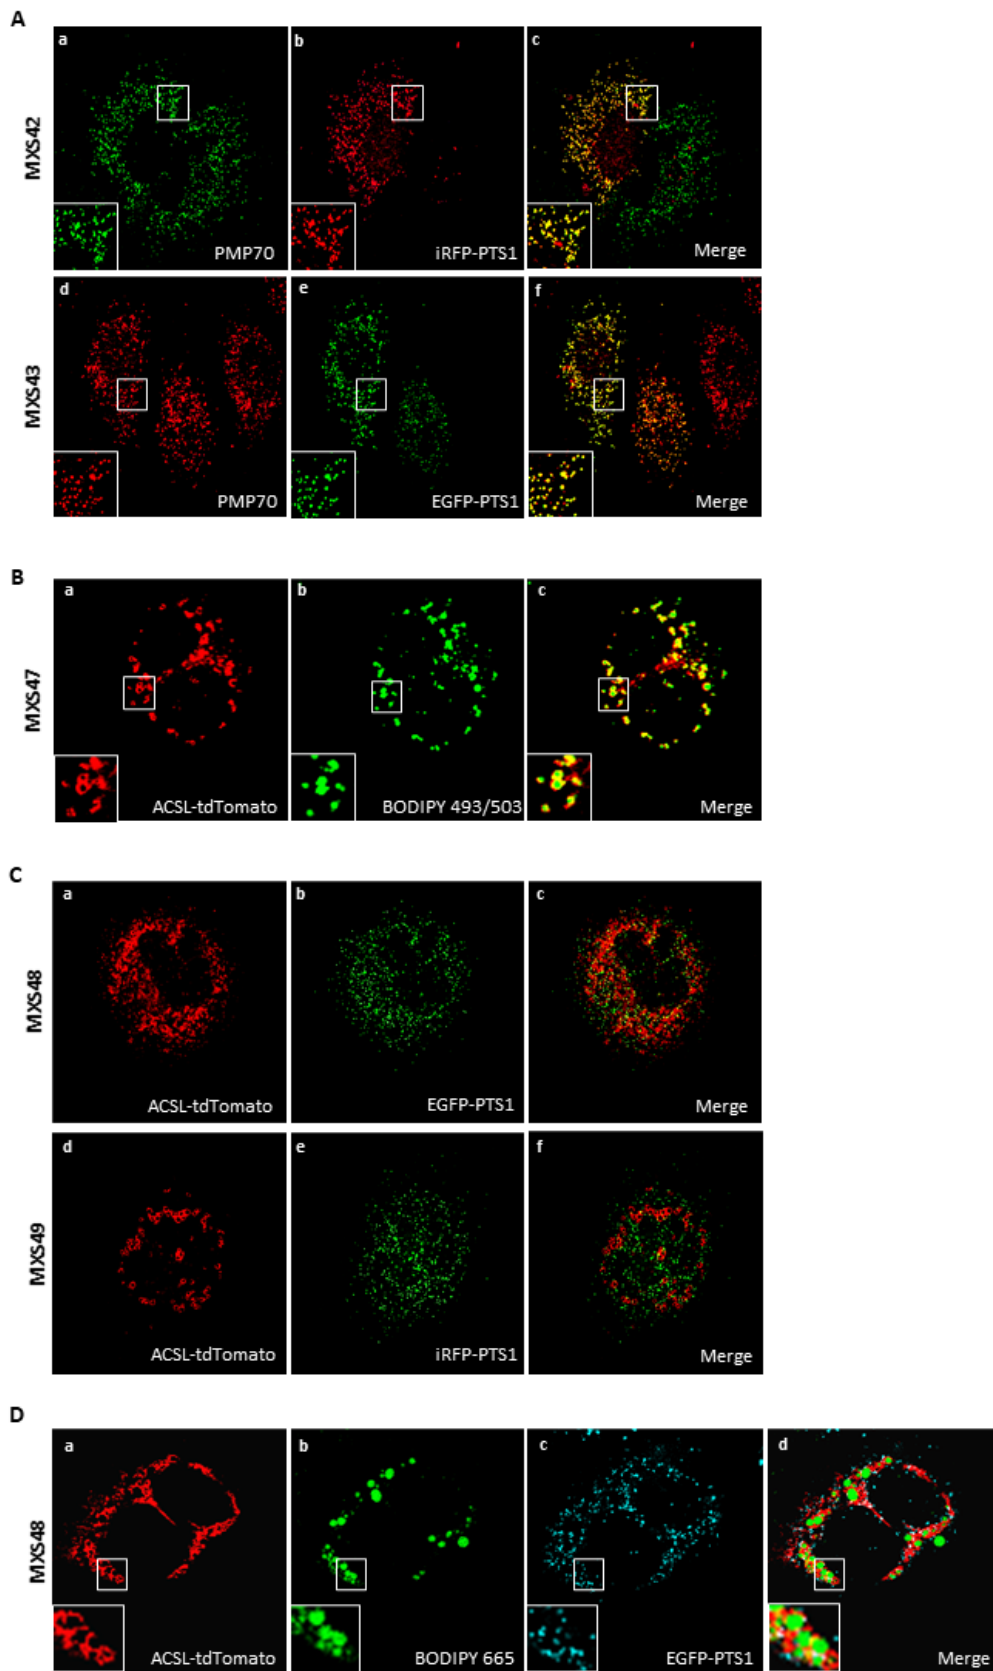 A
MXS42
a
PMP70
b
iRFP-PTS1
c
Merge
MXS43
d
PMP70
e
EGFP-PTS1
f
Merge
B
MXS47
a
ACSL-tdTomato
b
BODIPY 493/503
c
Merge
C
MXS48
a
ACSL-tdTomato
b
EGFP-PTS1
c
Merge
MXS49
d
ACSL-tdTomato
e
iRFP-PTS1
f
Merge
D
MXS48
a
ACSL-tdTomato
b
BODIPY 665
c
EGFP-PTS1
d
Merge